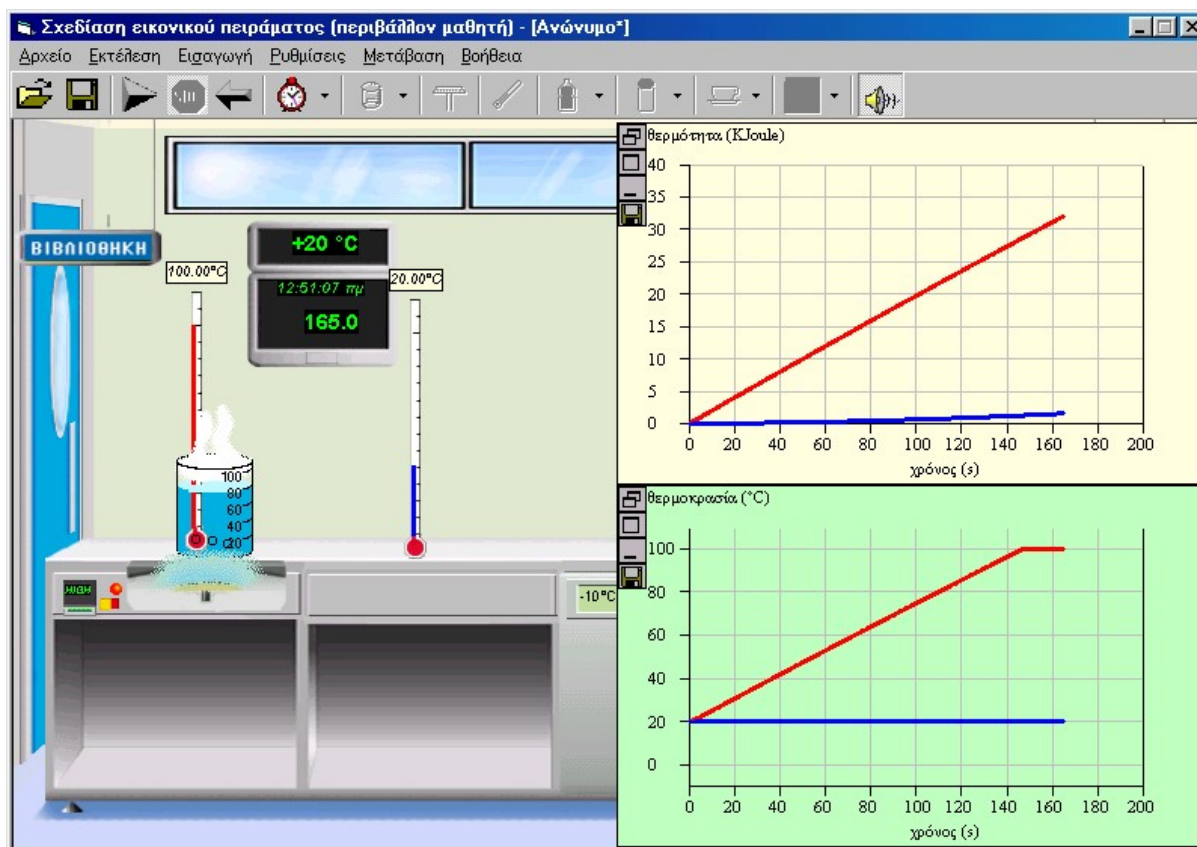 Σχεδίαση εικονικού πειράματος (περιβάλλον μαθητή) - [Ανώνυμο*]
Αρχείο Εκτέλεση Εισαγωγή Ρυθμίσεις Μετάβαση Βοήθεια
ΒΙΒΛΙΟΘΗΚΗ
+20 °C
100.00°C
20.00°C
12:51:07 πμ
165.0
100
80
60
40
20
HIGH
-10°C
θερμότητα (KJoule)
40
35
30
25
20
15
10
5
0
0 20 40 60 80 100 120 140 160 180 200
χρόνος (s)
θερμοκρασία (°C)
100
80
60
40
20
0
0 20 40 60 80 100 120 140 160 180 200
χρόνος (s)